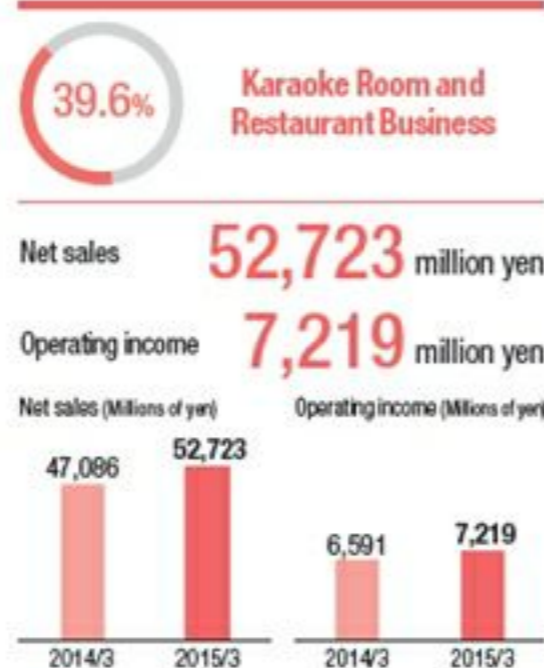 39.6%
Karaoke Room and
Restaurant Business
Net sales 52,723 million yen
Operating income 7,219 million yen
Net sales (Millions of yen) Operating income (Millions of yen)
47,086 52,723 6,591 7,219
2014/3 2015/3 2014/3 2015/3